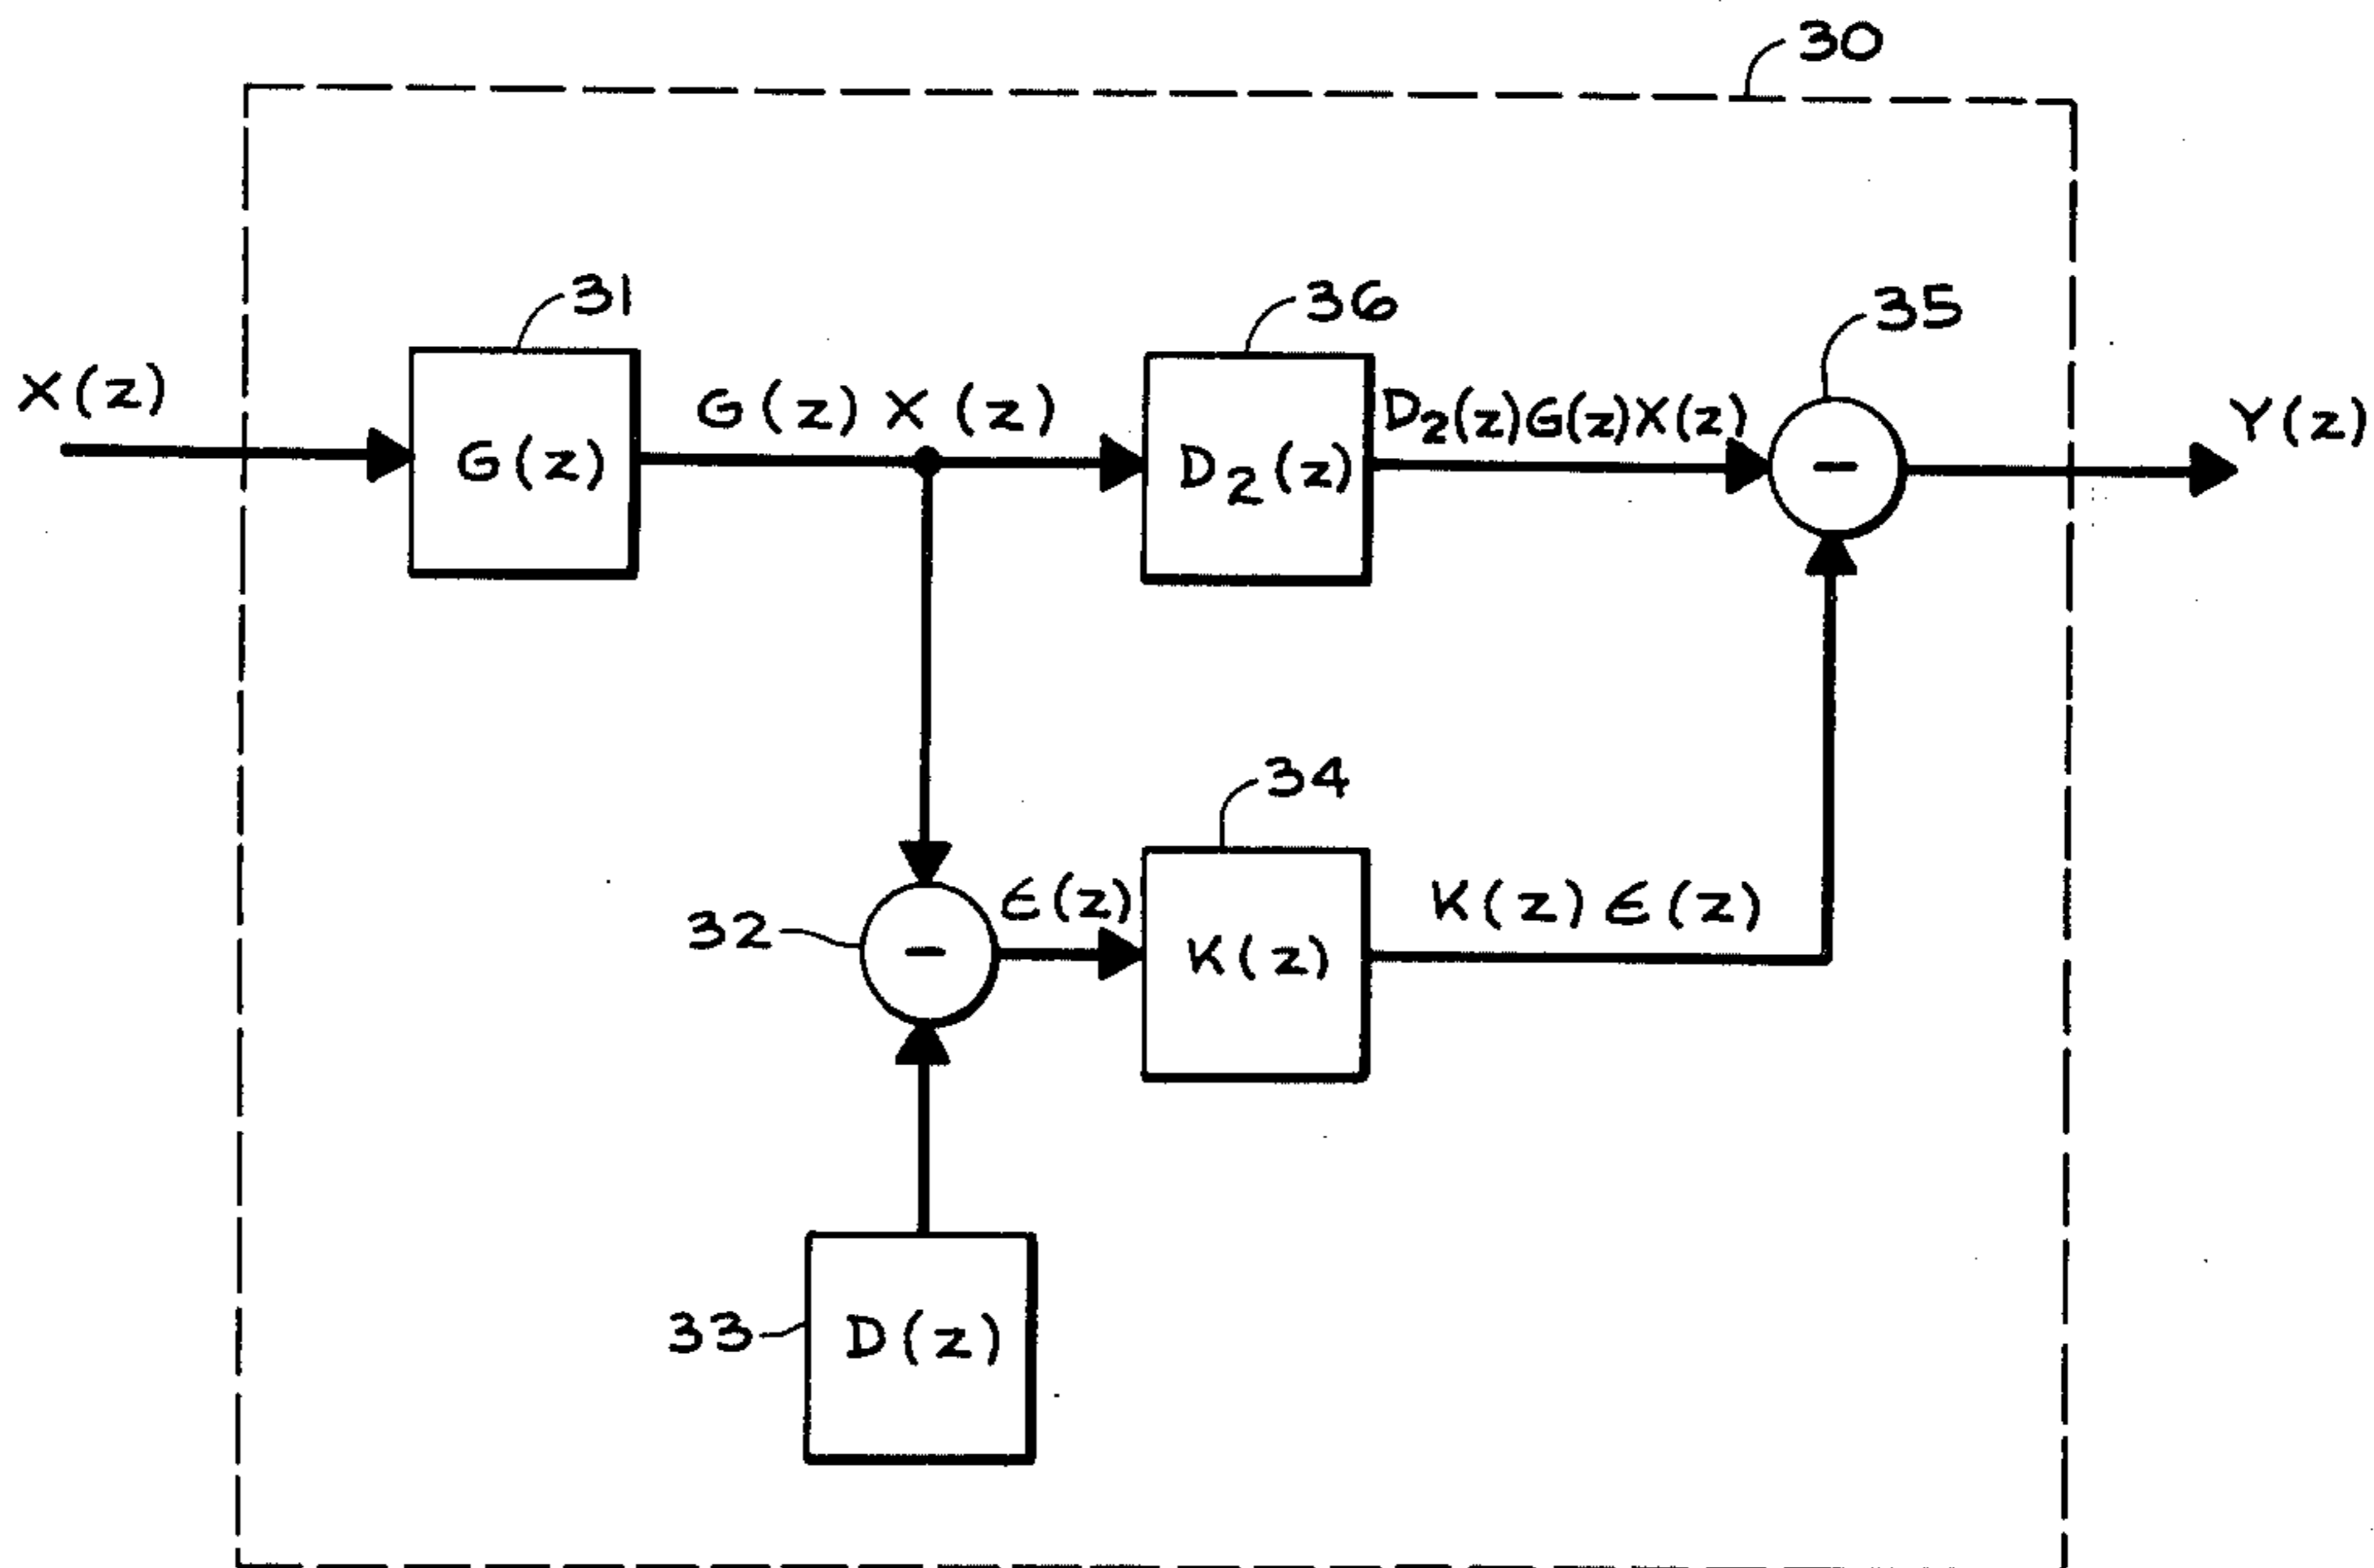 30
31
36
35
X(z)
G(z)
G(z)X(z)
D₂(z)
D₂(z)G(z)X(z)
-
Y(z)
34
32
-
ϵ(z)
K(z)
K(z)ϵ(z)
33
D(z)